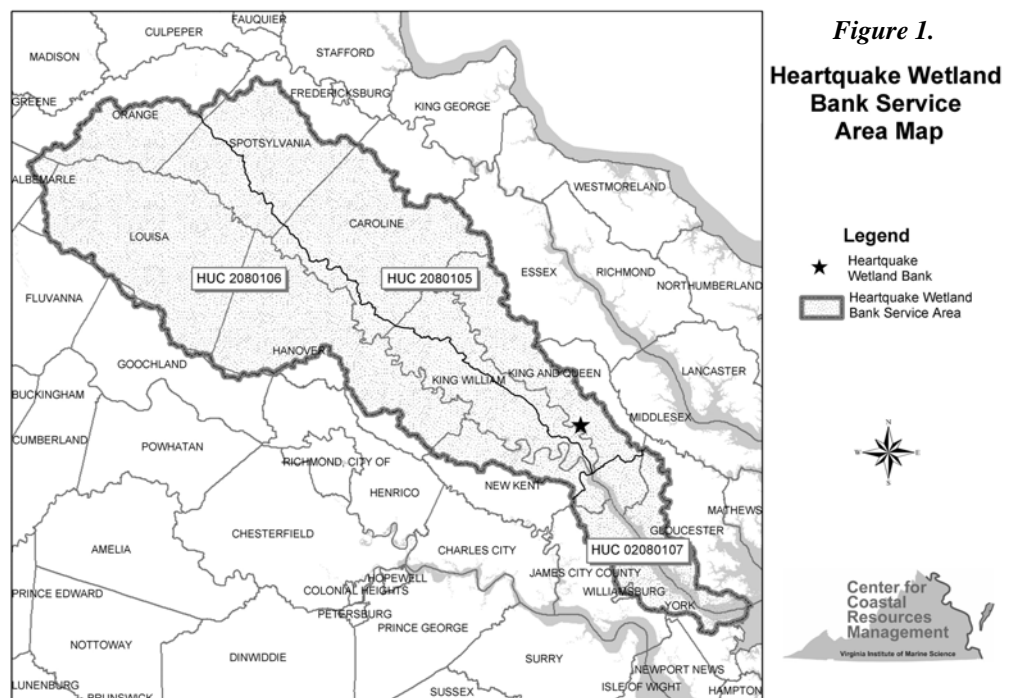 Figure 1.
Heartquake Wetland
Bank Service
Area Map
Legend
Heartquake
Wetland Bank
Heartquake Wetland
Bank Service Area
N
W
E
S
Center for
Coastal
Resources
Management
Virginia Institute of Marine Science
FAUQUIER
CULPEPER
STAFFORD
MADISON
FREDERICKSBURG
GREENE
KING GEORGE
ORANGE
SPOTSYLVANIA
ALBEMARLE
WESTMORELAND
CAROLINE
LOUISA
HUC 2080106
HUC 2080105
ESSEX
RICHMOND
NORTHUMBERLAND
FLUVANNA
HANOVER
GOOCHLAND
KING WILLIAM
KING AND QUEEN
LANCASTER
BUCKINGHAM
MIDDLESEX
CUMBERLAND
POWHATAN
RICHMOND, CITY OF
HENRICO
NEW KENT
MATHEWS
GLOUCESTER
CHESTERFIELD
AMELIA
CHARLES CITY
HUC 02080107
JAMES CITY COUNTY
HOPEWELL
COLONIAL HEIGHTS
WILLIAMSBURG
PRINCE EDWARD
YORK
PETERSBURG
PRINCE GEORGE
NOTTOWAY
DINWIDDIE
SURRY
NEWPORT NEWS
LUNENBURG
BRUNSWICK
SUSSEX
ISLE OF WIGHT
HAMPTON